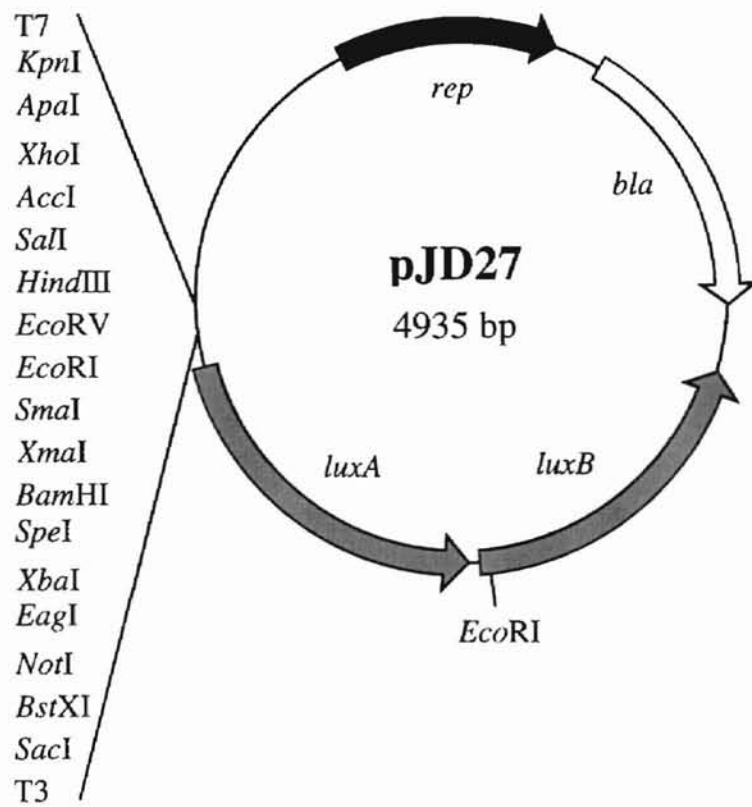 T7
KpnI
ApaI
XhoI
AccI
SalI
HindIII
EcoRV
EcoRI
SmaI
XmaI
BamHI
SpeI
XbaI
EagI
NotI
BstXI
SacI
T3
rep
bla
pJD27
4935 bp
luxA
luxB
EcoRI